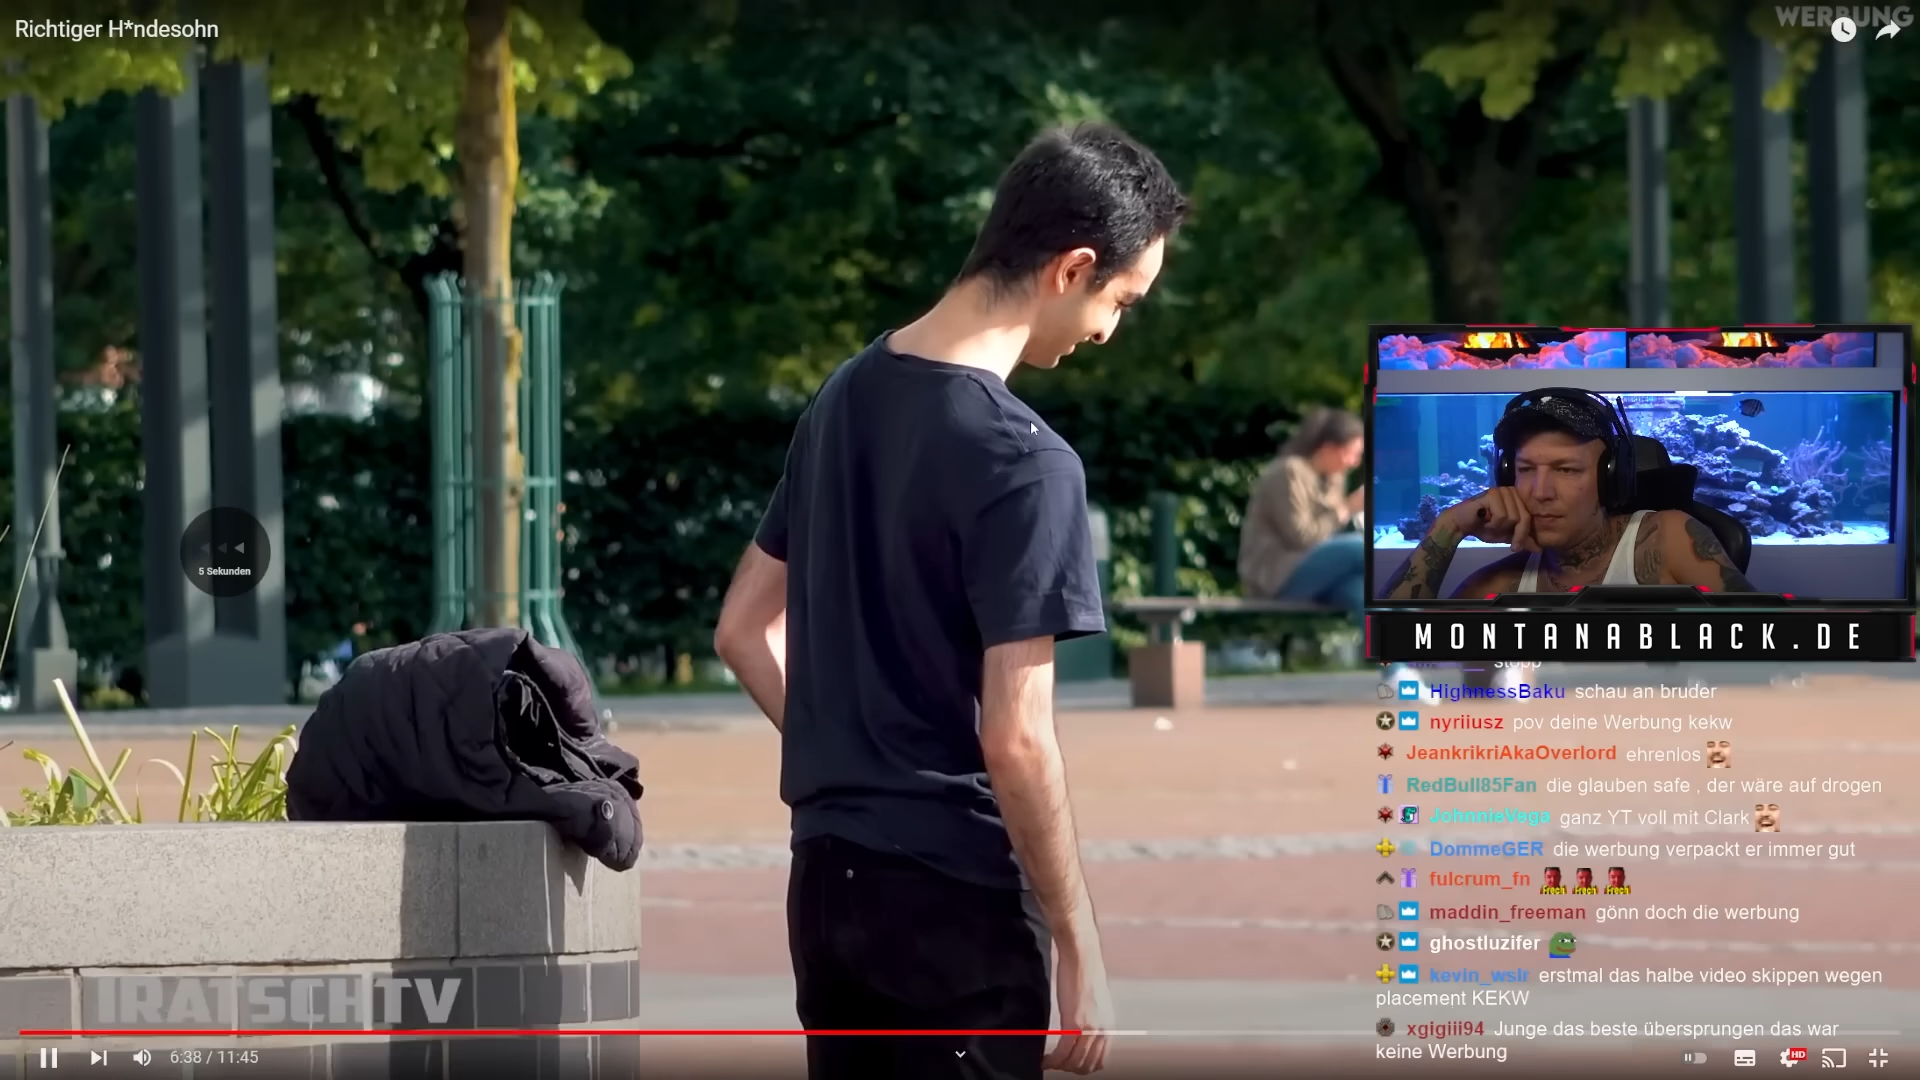 Richtiger H*ndesohn
WERBUNG
5 Sekunden
MONTANABLACK.DE
stopp
HighnessBaku schau an bruder
nyriiusz pov deine Werbung kekw
JeankrikriAkaOverlord ehrenlos
RedBull85Fan die glauben safe , der wäre auf drogen
JohnnieVega ganz YT voll mit Clark
DommeGER die werbung verpackt er immer gut
fulcrum_fn
maddin_freeman gönn doch die werbung
ghostluzifer
kevin_wslr erstmal das halbe video skippen wegen
placement KEKW
xgigiii94 Junge das beste übersprungen das war
keine Werbung
IRATSCHTV
6:38 / 11:45
HD